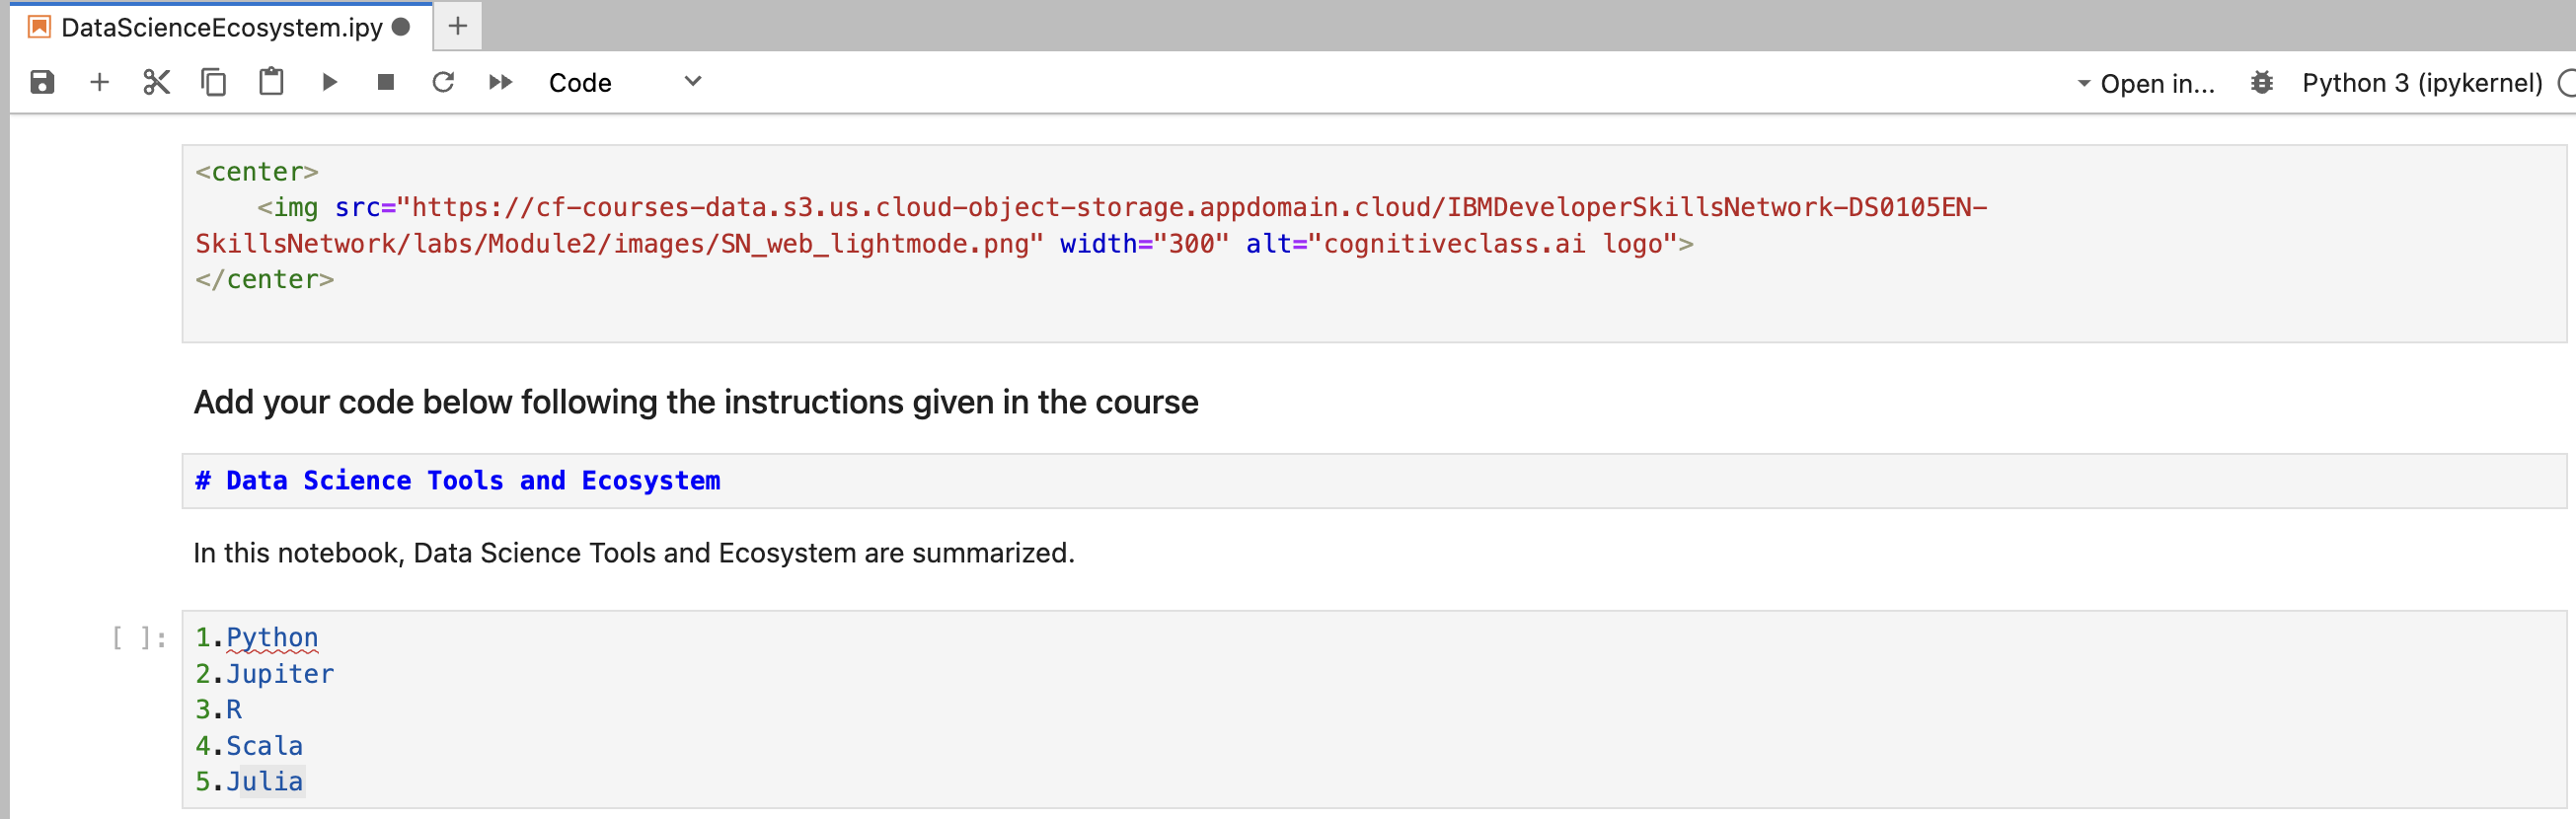 DataScienceEcosystem.ipy
Code
Open in...
Python 3 (ipykernel)
<center>
    <img src="https://cf-courses-data.s3.us.cloud-object-storage.appdomain.cloud/IBMDeveloperSkillsNetwork-DS0105EN-
SkillsNetwork/labs/Module2/images/SN_web_lightmode.png" width="300" alt="cognitiveclass.ai logo">
</center>
Add your code below following the instructions given in the course
# Data Science Tools and Ecosystem
In this notebook, Data Science Tools and Ecosystem are summarized.
[ ]:
1.Python
2.Jupiter
3.R
4.Scala
5.Julia